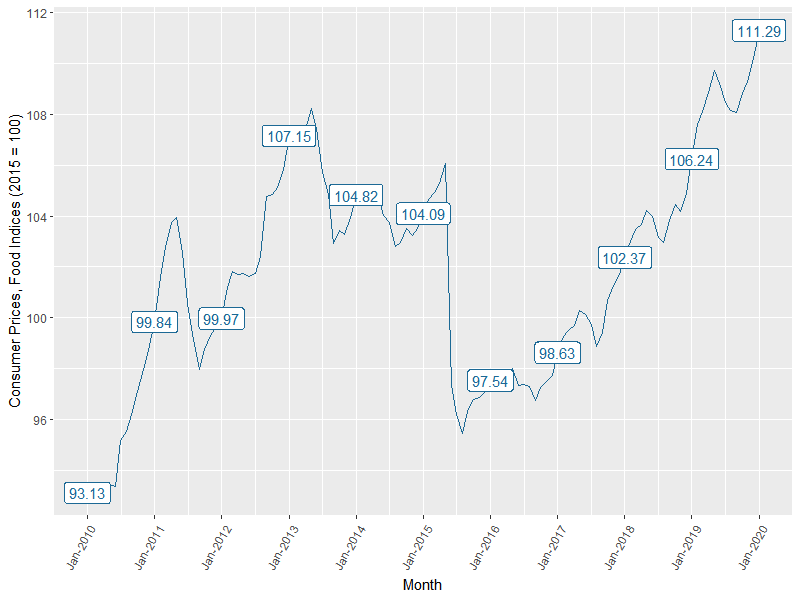 Consumer Prices, Food Indices (2015 = 100)
112
108
104
100
96
93.13
99.84
99.97
107.15
104.82
104.09
97.54
98.63
102.37
106.24
111.29
Jan-2010
Jan-2011
Jan-2012
Jan-2013
Jan-2014
Jan-2015
Jan-2016
Jan-2017
Jan-2018
Jan-2019
Jan-2020
Month